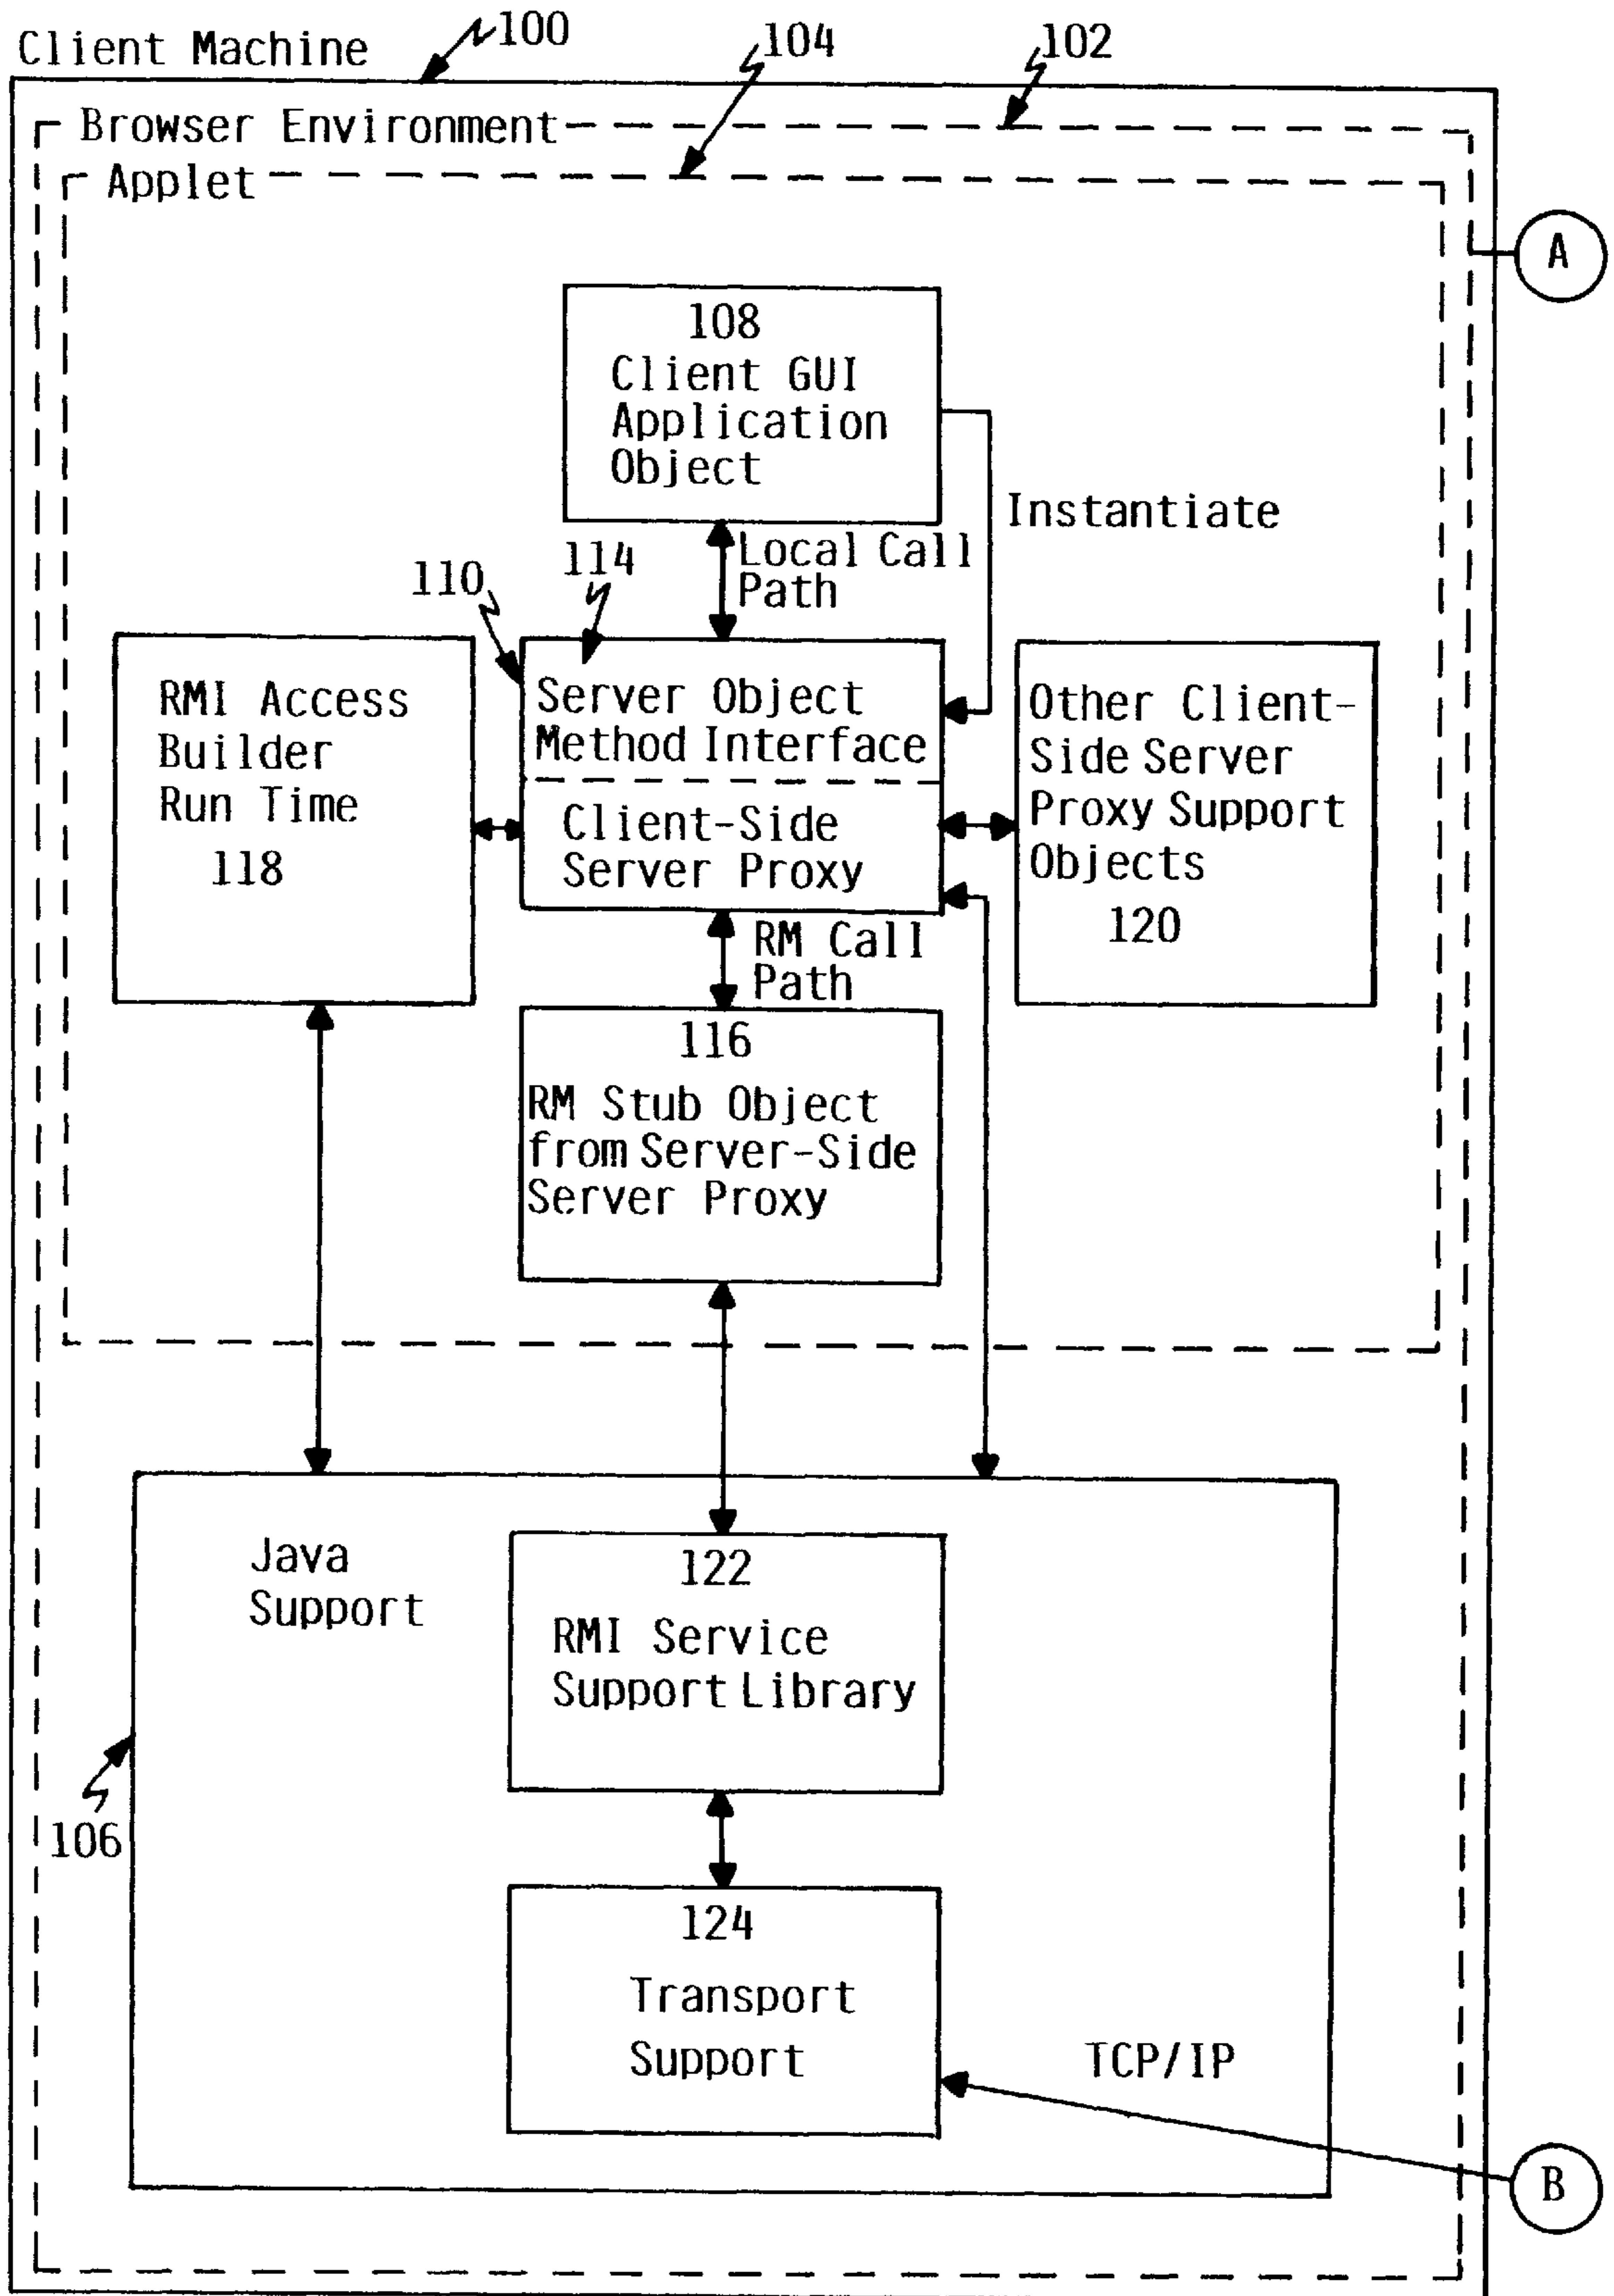 Client Machine
100
104
102
Browser Environment
Applet
A
108
Client GUI
Application
Object
Instantiate
Local Call
Path
110
114
RMI Access
Builder
Run Time
118
Server Object
Method Interface
Client-Side
Server Proxy
Other Client-
Side Server
Proxy Support
Objects
120
RM Call
Path
116
RM Stub Object
from Server-Side
Server Proxy
Java
Support
122
RMI Service
Support Library
106
124
Transport
Support
TCP/IP
B